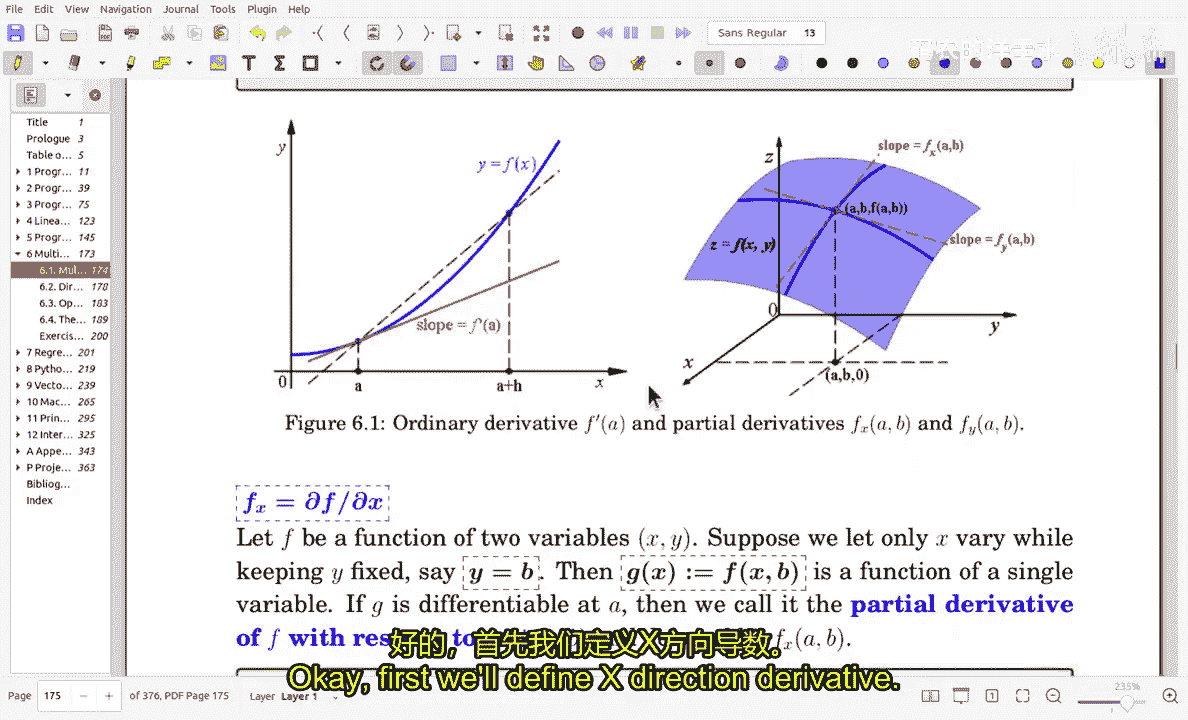 File Edit View Navigation Journal Tools Plugin Help
Sans Regular 13
Title 1
Prologue 3
Table o... 5
1 Progr... 11
2 Progr... 39
3 Progr... 75
4 Linea... 123
5 Progr... 145
6 Multi... 173
6.1. Mul... 174
6.2. Dir... 178
6.3. Op... 183
6.4. The... 189
Exercis... 200
7 Regre... 201
8 Pytho... 219
9 Vecto... 239
10 Mac... 265
11 Prin... 295
12 Inter... 325
A Appe... 343
P Proje... 363
Bibliog...
Index
y
y = f(x)
slope = f'(a)
0
a
a+h
x
z
slope = f_x(a,b)
(a,b,f(a,b))
slope = f_y(a,b)
z = f(x, y)
0
y
x
(a,b,0)
Figure 6.1: Ordinary derivative f′(a) and partial derivatives f_x(a, b) and f_y(a, b).
f_x = ∂f/∂x
Let f be a function of two variables (x, y). Suppose we let only x vary while
keeping y fixed, say y = b. Then g(x) := f(x, b) is a function of a single
variable. If g is differentiable at a, then we call it the partial derivative
of f with res f_x(a, b).
好的，首先我们定义X方向导数。
Okay, first we'll define X direction derivative.
Page 175 of 376, PDF Page 175 Layer Layer 1 235%